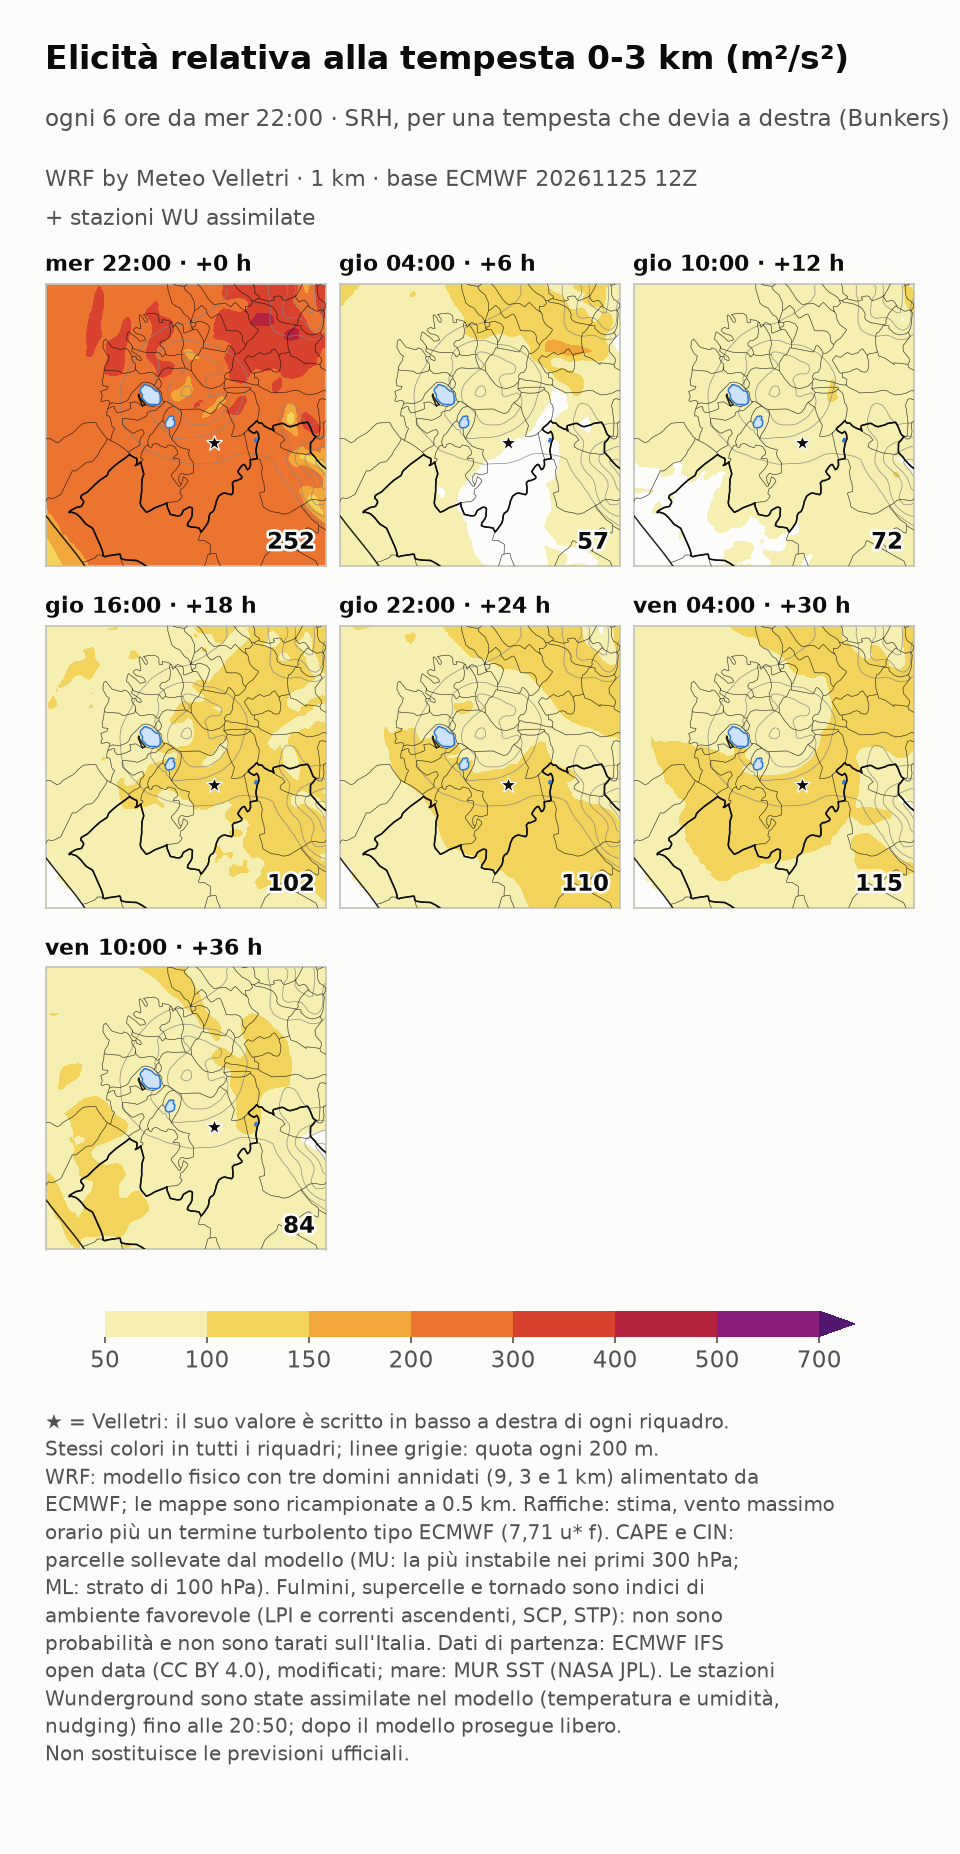 Elicità relativa alla tempesta 0-3 km (m²/s²)
ogni 6 ore da mer 22:00 · SRH, per una tempesta che devia a destra (Bunkers)
WRF by Meteo Velletri · 1 km · base ECMWF 20261125 12Z
+ stazioni WU assimilate
mer 22:00 · +0 h
gio 04:00 · +6 h
gio 10:00 · +12 h
252
57
72
gio 16:00 · +18 h
gio 22:00 · +24 h
ven 04:00 · +30 h
102
110
115
ven 10:00 · +36 h
84
50 100 150 200 300 400 500 700
★ = Velletri: il suo valore è scritto in basso a destra di ogni riquadro.
Stessi colori in tutti i riquadri; linee grigie: quota ogni 200 m.
WRF: modello fisico con tre domini annidati (9, 3 e 1 km) alimentato da
ECMWF; le mappe sono ricampionate a 0.5 km. Raffiche: stima, vento massimo
orario più un termine turbolento tipo ECMWF (7,71 u* f). CAPE e CIN:
parcelle sollevate dal modello (MU: la più instabile nei primi 300 hPa;
ML: strato di 100 hPa). Fulmini, supercelle e tornado sono indici di
ambiente favorevole (LPI e correnti ascendenti, SCP, STP): non sono
probabilità e non sono tarati sull'Italia. Dati di partenza: ECMWF IFS
open data (CC BY 4.0), modificati; mare: MUR SST (NASA JPL). Le stazioni
Wunderground sono state assimilate nel modello (temperatura e umidità,
nudging) fino alle 20:50; dopo il modello prosegue libero.
Non sostituisce le previsioni ufficiali.